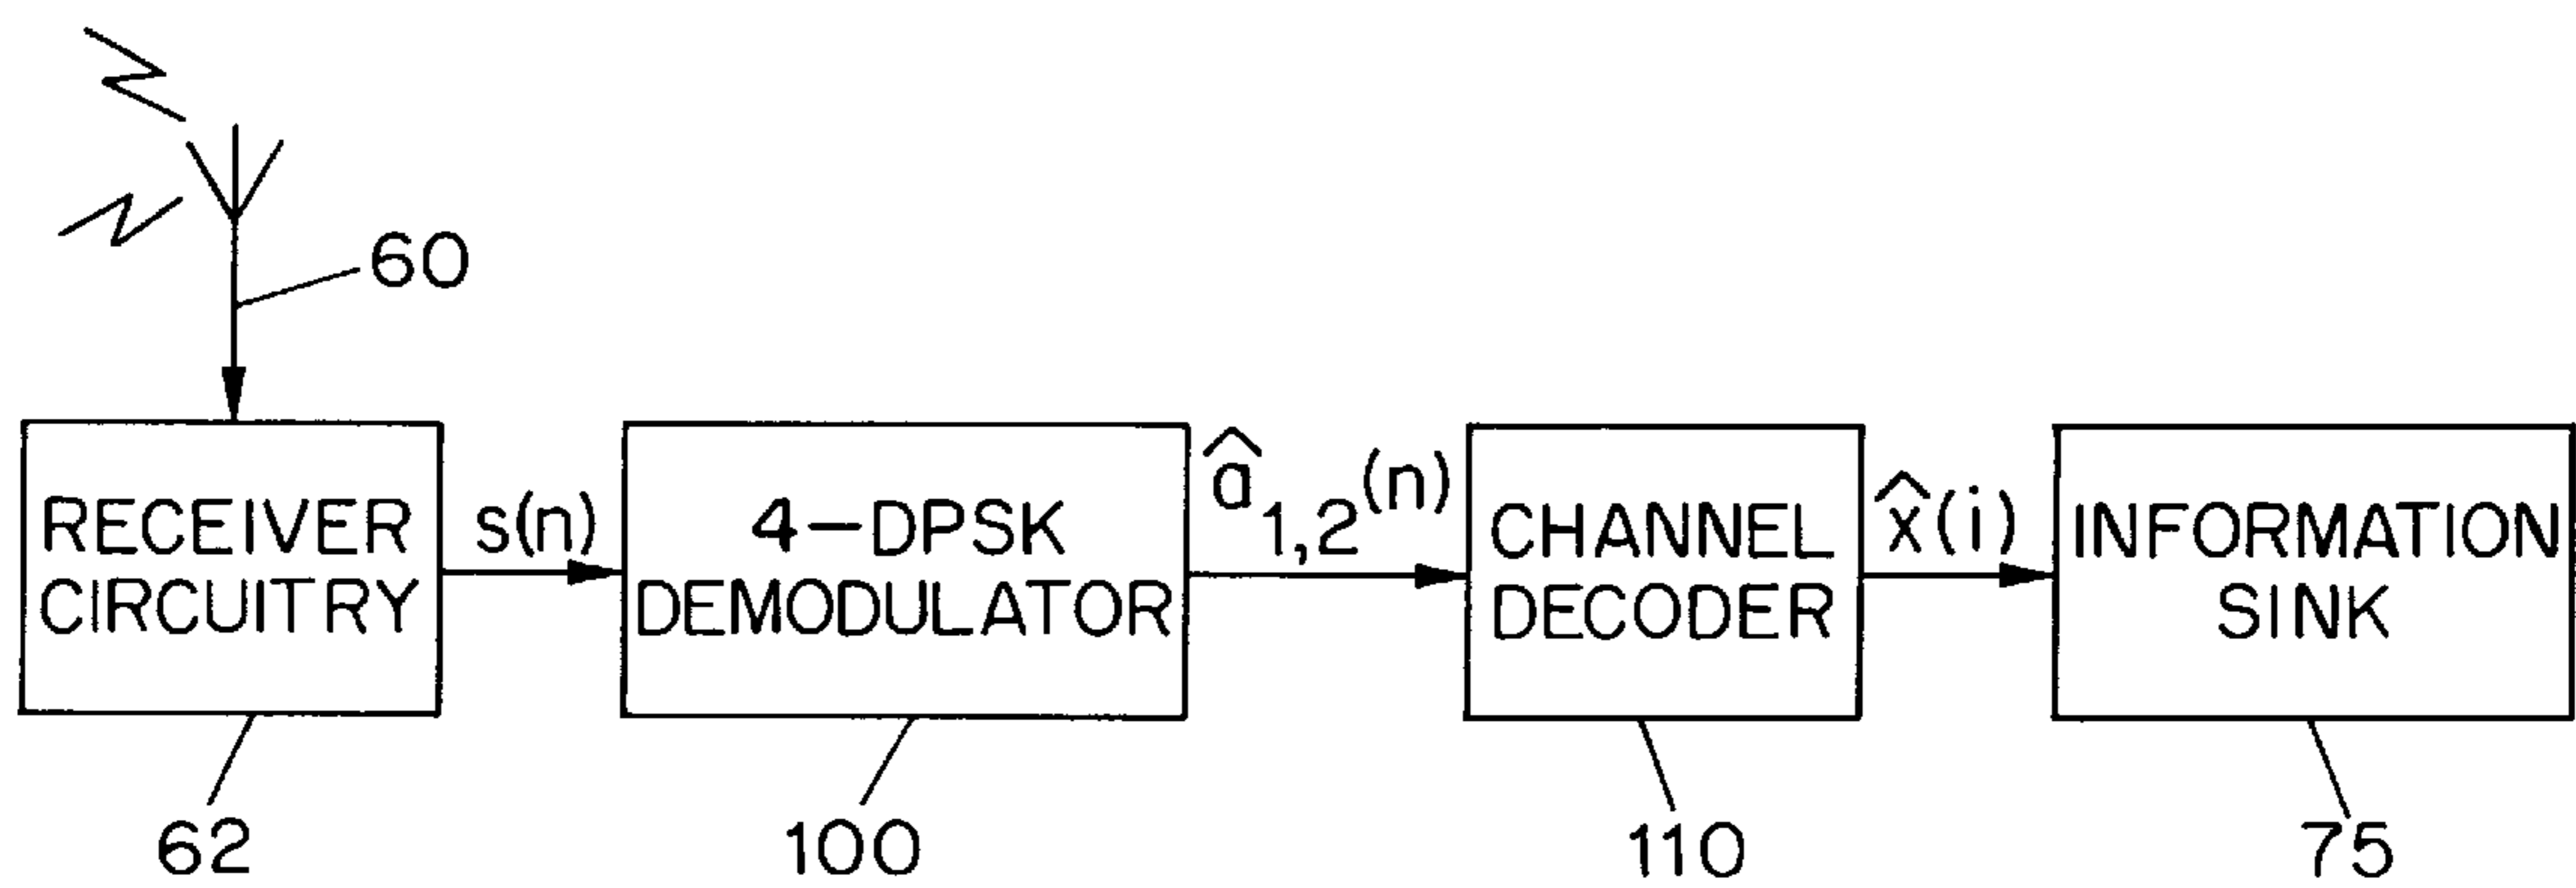 60
RECEIVER
CIRCUITRY
s(n)
4-DPSK
DEMODULATOR
â1,2(n)
CHANNEL
DECODER
x̂(i)
INFORMATION
SINK
62
100
110
75